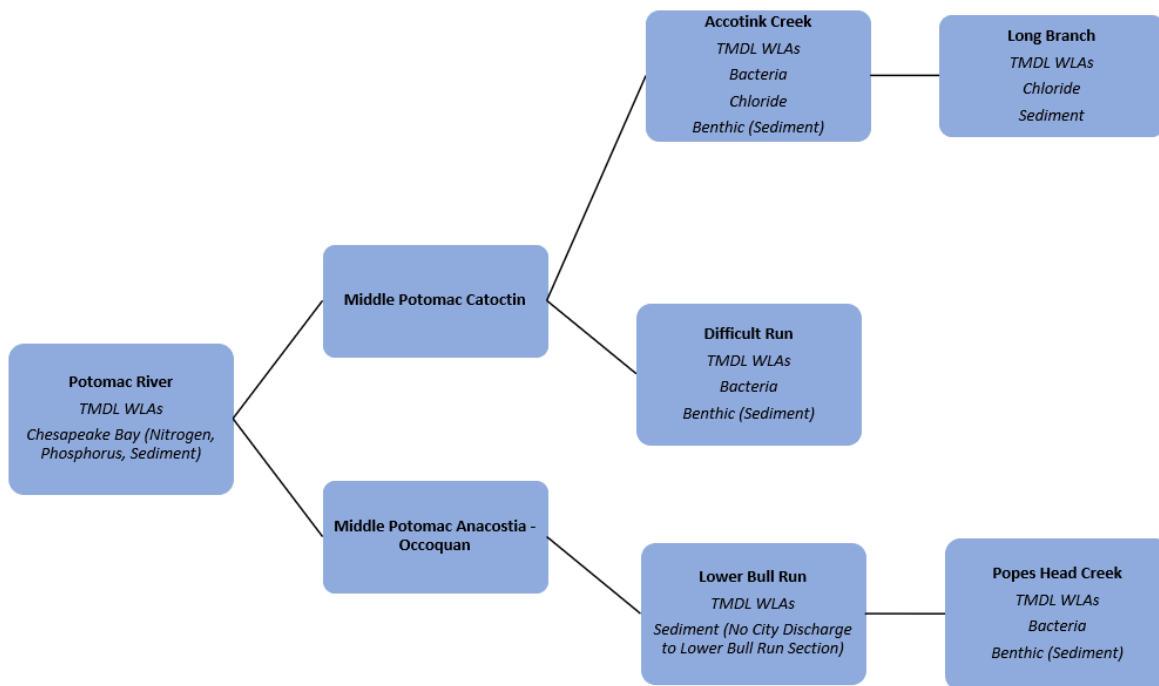 Accotink Creek
TMDL WLAs
Bacteria
Chloride
Benthic (Sediment)
Long Branch
TMDL WLAs
Chloride
Sediment
Middle Potomac Catoctin
Difficult Run
TMDL WLAs
Bacteria
Benthic (Sediment)
Potomac River
TMDL WLAs
Chesapeake Bay (Nitrogen,
Phosphorus, Sediment)
Middle Potomac Anacostia -
Occoquan
Lower Bull Run
TMDL WLAs
Sediment (No City Discharge
to Lower Bull Run Section)
Popes Head Creek
TMDL WLAs
Bacteria
Benthic (Sediment)